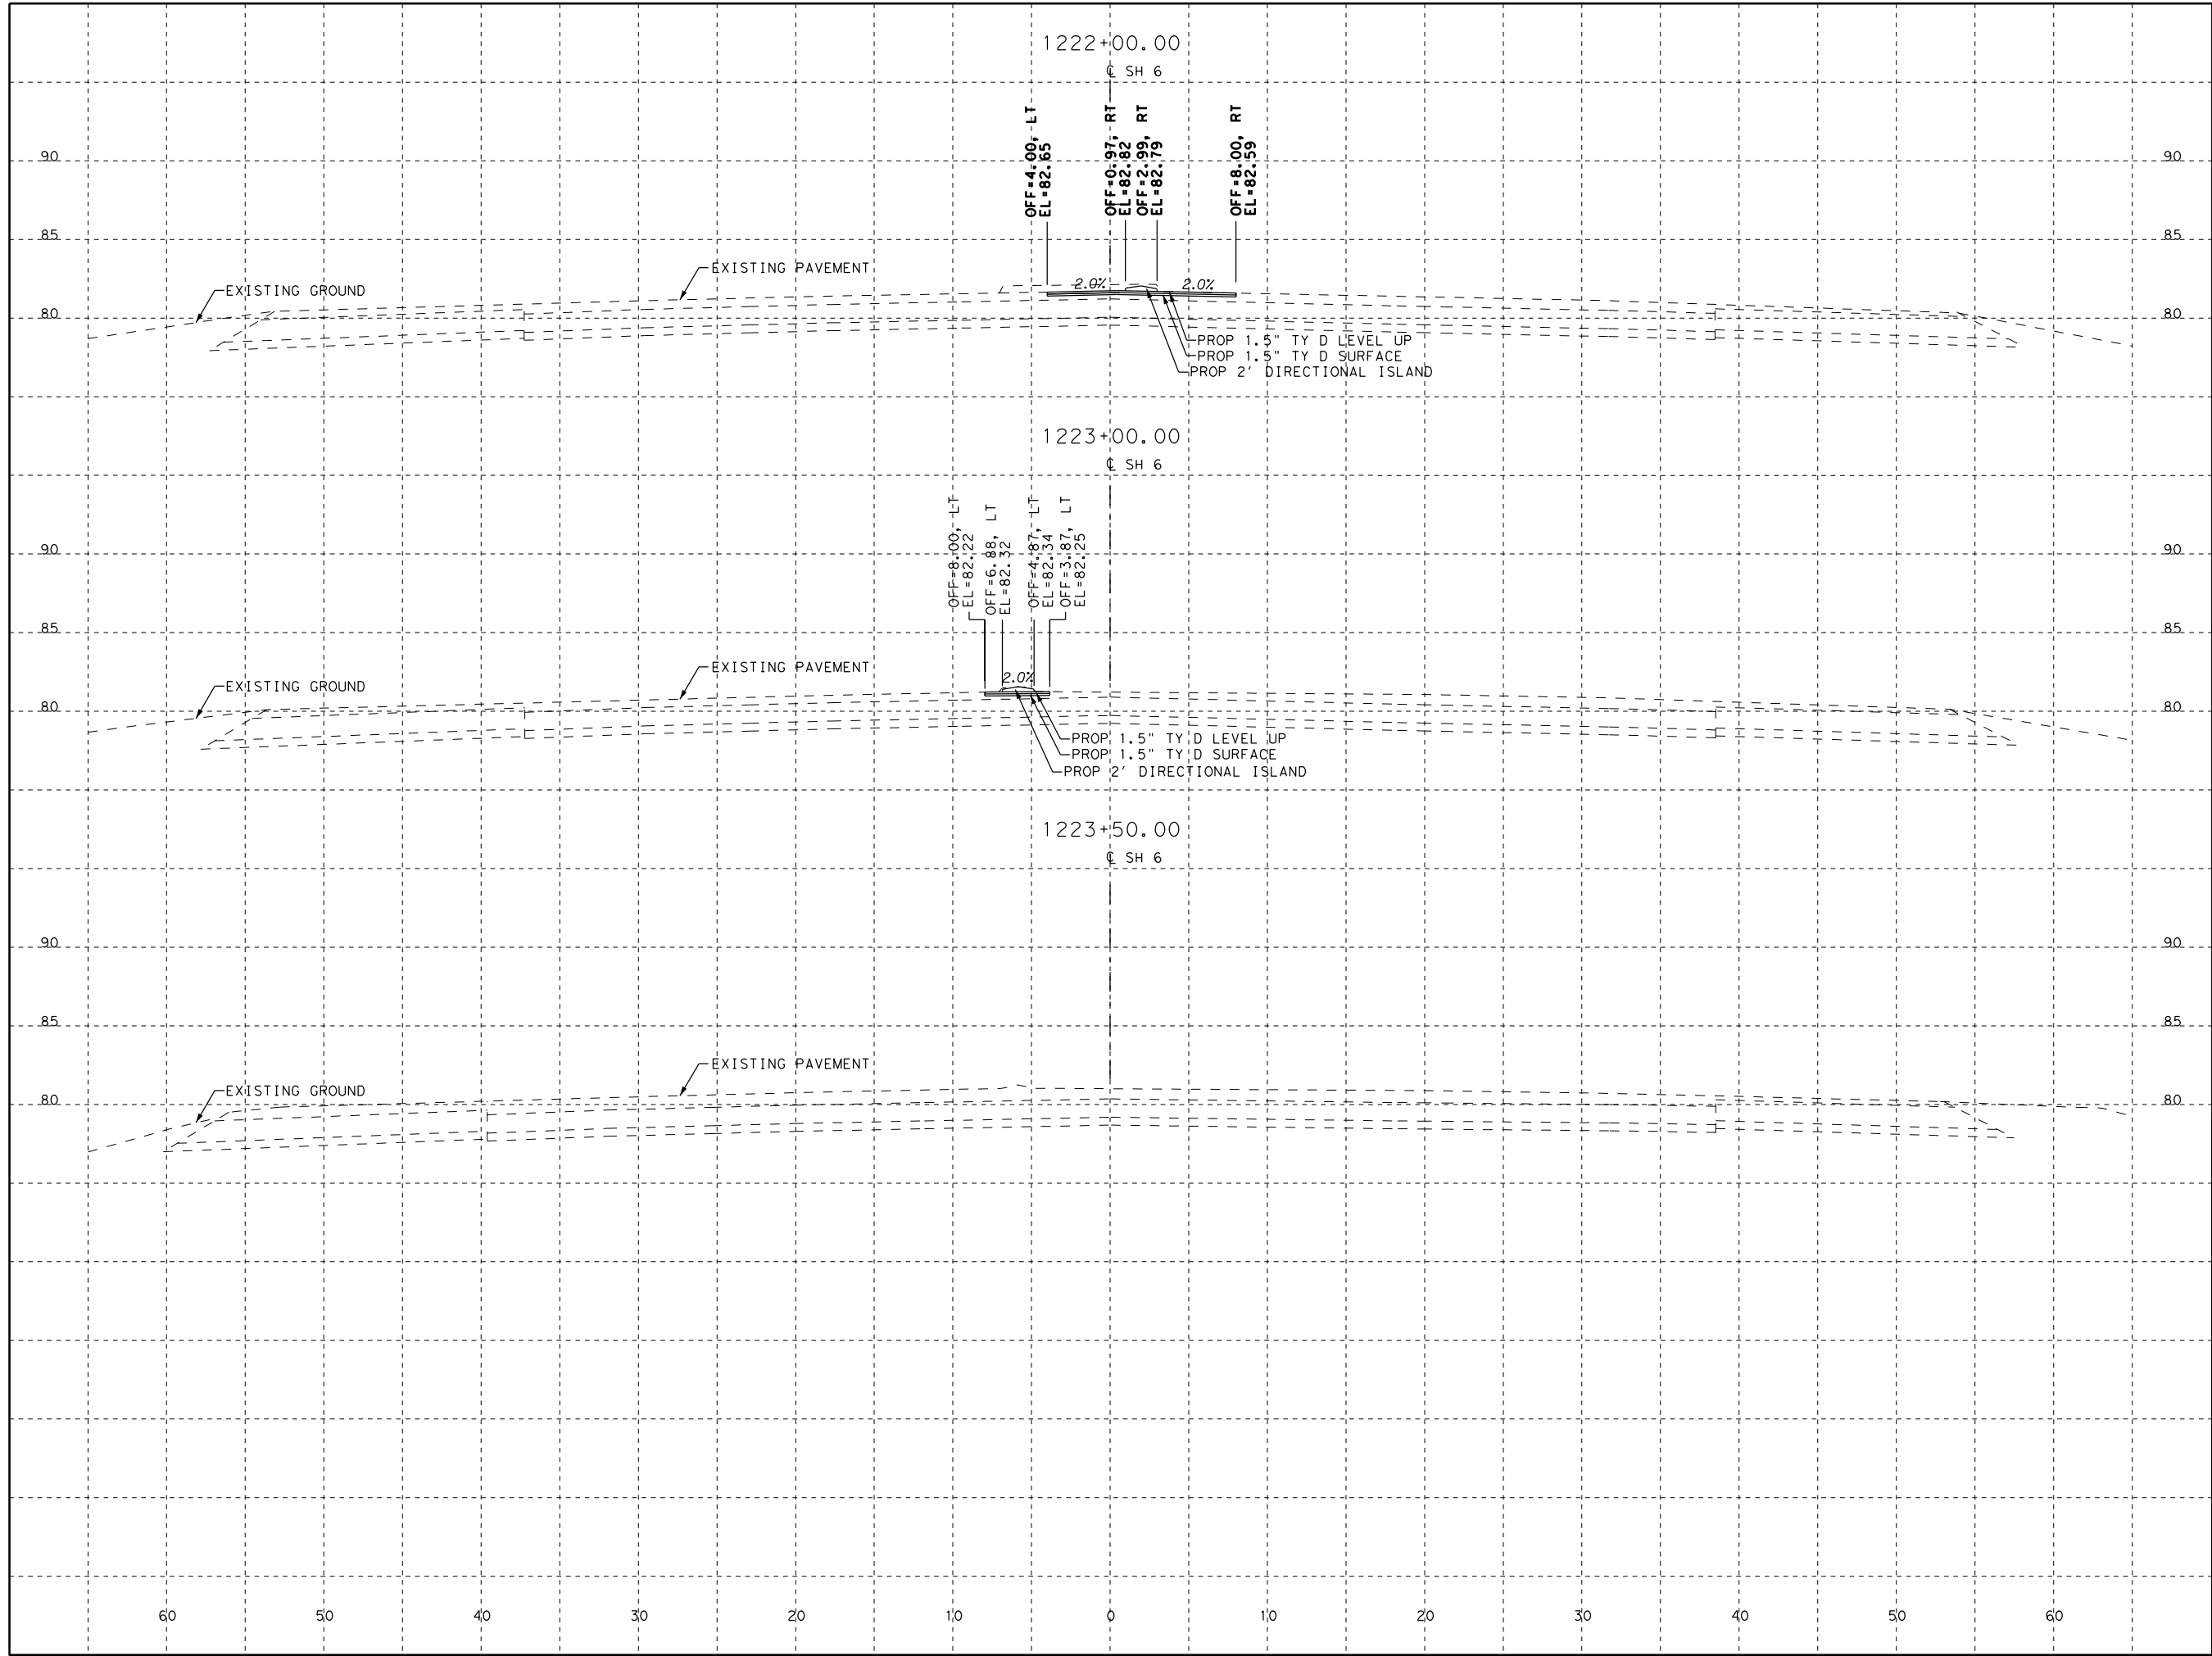 1222+00.00
℄ SH 6
OFF=4.00, LT
EL=82.65
OFF=0.97, RT
EL=82.82
OFF=2.99, RT
EL=82.79
OFF=8.00, RT
EL=82.59
90 90
85 85
EXISTING PAVEMENT
2.0% 2.0%
EXISTING GROUND
80 80
PROP 1.5" TY D LEVEL UP
PROP 1.5" TY D SURFACE
PROP 2' DIRECTIONAL ISLAND
1223+00.00
℄ SH 6
OFF=8.00, LT
EL=82.22
OFF=6.88, LT
EL=82.32
OFF=4.87, LT
EL=82.34
OFF=3.87, LT
EL=82.25
90 90
85 85
EXISTING PAVEMENT
2.0%
EXISTING GROUND
80 80
PROP 1.5" TY D LEVEL UP
PROP 1.5" TY D SURFACE
PROP 2' DIRECTIONAL ISLAND
1223+50.00
℄ SH 6
90 90
85 85
EXISTING PAVEMENT
EXISTING GROUND
80 80
60 50 40 30 20 10 0 10 20 30 40 50 60